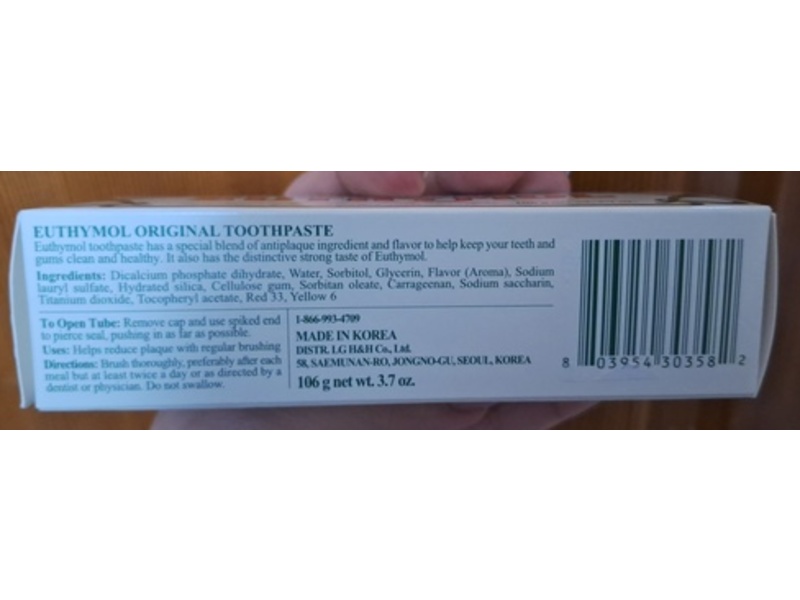 EUTHYMOL ORIGINAL TOOTHPASTE
Euthymol toothpaste has a special blend of antiplaque ingredient and flavor to help keep your teeth and
gums clean and healthy. It also has the distinctive strong taste of Euthymol.
Ingredients: Dicalcium phosphate dihydrate, Water, Sorbitol, Glycerin, Flavor (Aroma), Sodium
lauryl sulfate, Hydrated silica, Cellulose gum, Sorbitan oleate, Carrageenan, Sodium saccharin,
Titanium dioxide, Tocopheryl acetate, Red 33, Yellow 6
To Open Tube: Remove cap and use spiked end
to pierce seal, pushing in as far as possible.
Uses: Helps reduce plaque with regular brushing
Directions: Brush thoroughly, preferably after each
meal but at least twice a day or as directed by a
dentist or physician. Do not swallow.
1-866-993-4709
MADE IN KOREA
DISTR. LG H&H Co., Ltd.
58, SAEMUNAN-RO, JONGNO-GU, SEOUL, KOREA
106 g net wt. 3.7 oz.
8 03954 30358 2